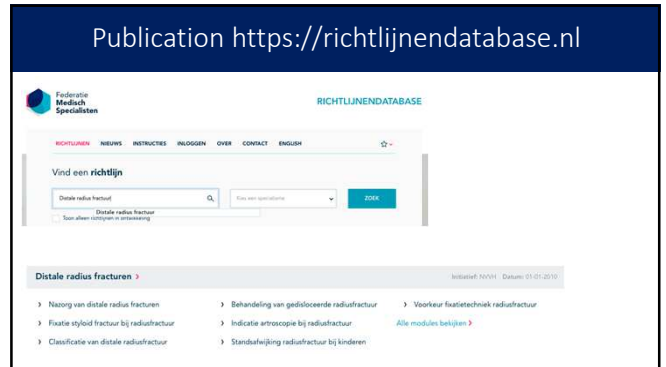 Publication https://richtlijnendatabase.nl
Federatie
Medisch
Specialisten
RICHTLIJNENDATABASE
RICHTLIJNEN NIEUWS INSTRUCTIES INLOGGEN OVER CONTACT ENGLISH
Vind een richtlijn
Distale radius fractuur
Kies een specialisme
ZOEK
Distale radius fractuur
Toon alleen richtlijnen in ontwikkeling
Distale radius fracturen
Initiatief: NVVH Datum: 01-01-2010
Nazorg van distale radius fracturen
Behandeling van gedisloceerde radiusfractuur
Voorkeur fixatietechniek radiusfractuur
Fixatie styloid fractuur bij radiusfractuur
Indicatie artroscopie bij radiusfractuur
Alle modules bekijken
Classificatie van distale radiusfractuur
Standsafwijking radiusfractuur bij kinderen